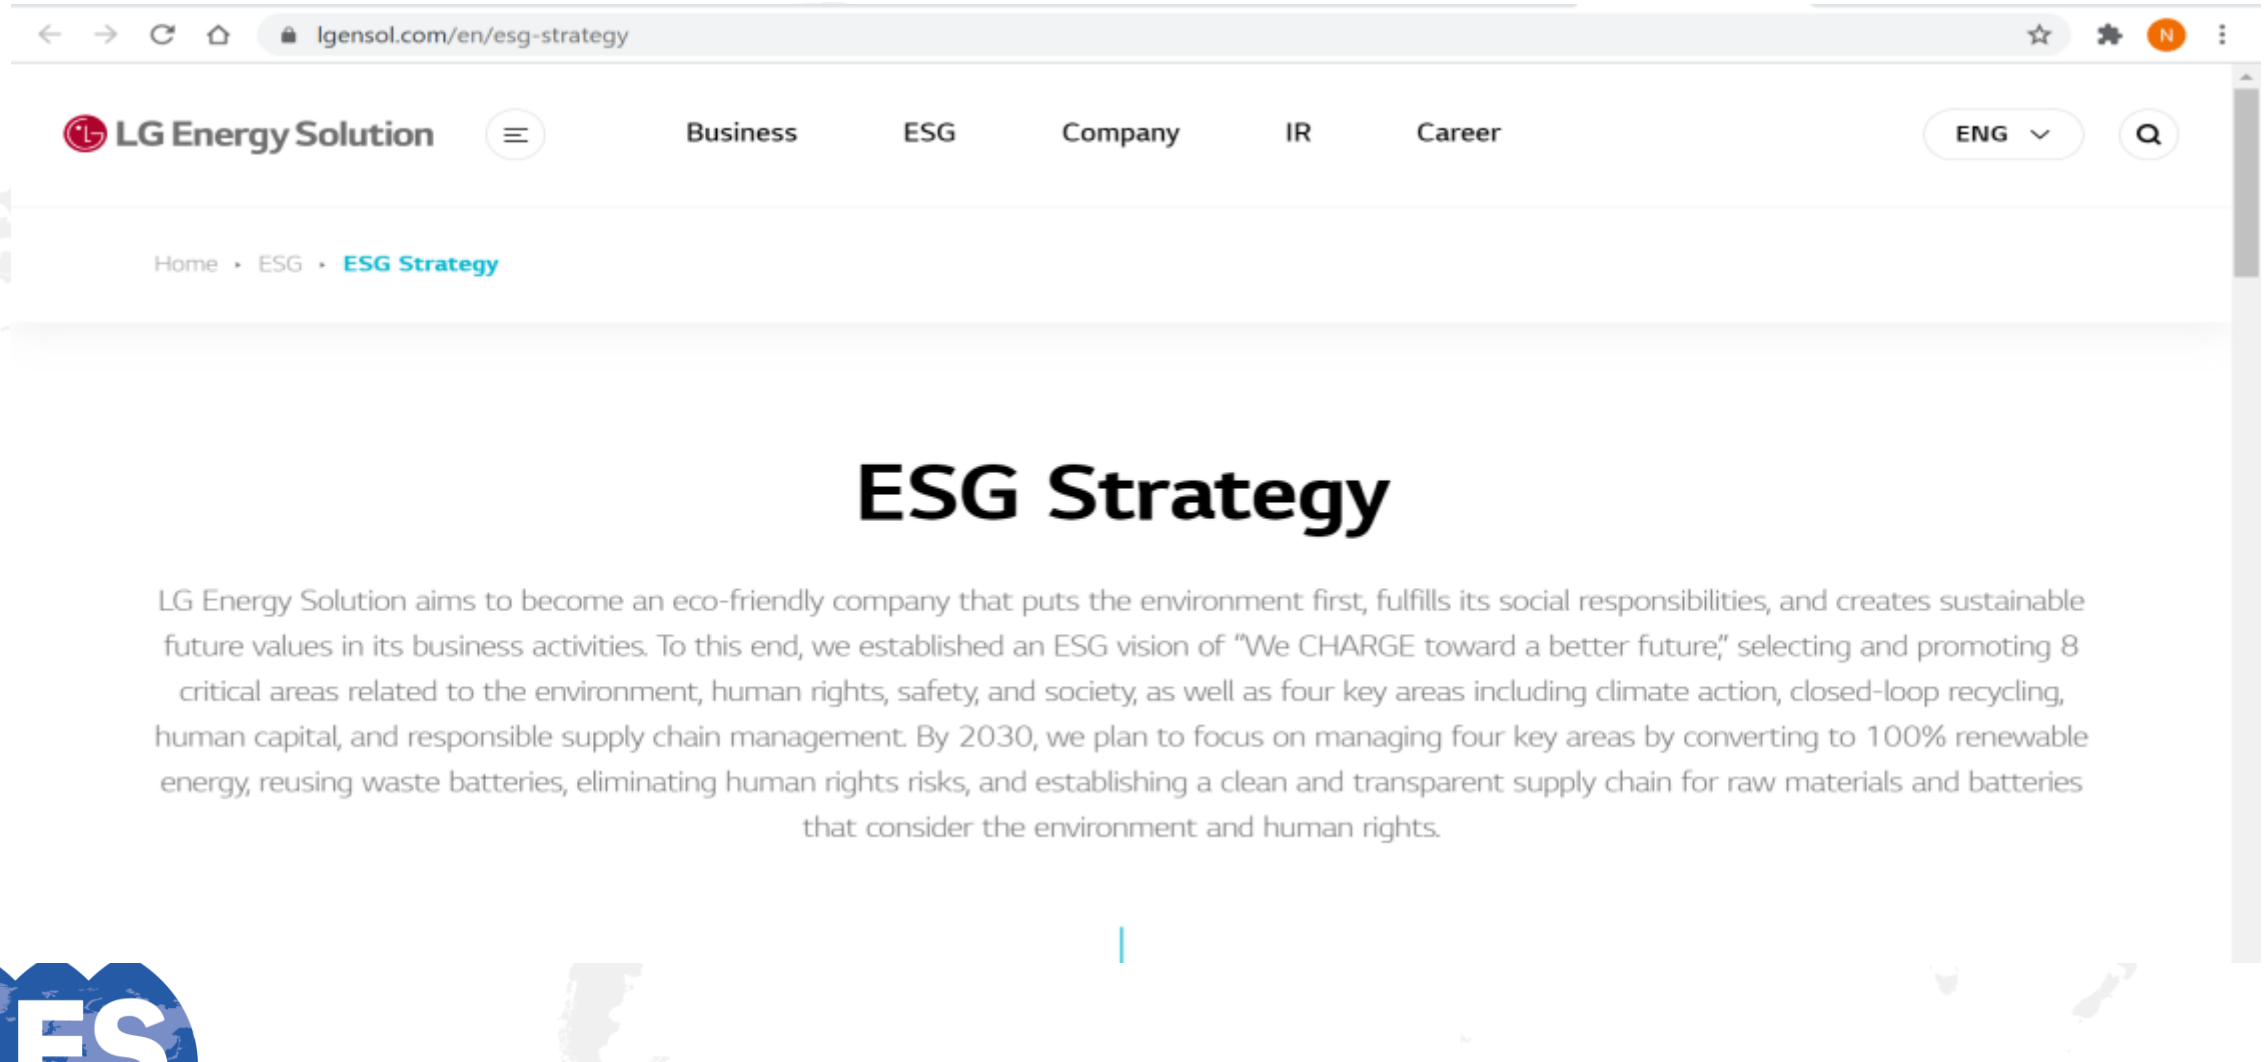 lgensol.com/en/esg-strategy
N
LG Energy Solution
Business ESG Company IR Career
ENG
Home • ESG • ESG Strategy
ESG Strategy
LG Energy Solution aims to become an eco-friendly company that puts the environment first, fulfills its social responsibilities, and creates sustainable
future values in its business activities. To this end, we established an ESG vision of “We CHARGE toward a better future,” selecting and promoting 8
critical areas related to the environment, human rights, safety, and society, as well as four key areas including climate action, closed-loop recycling,
human capital, and responsible supply chain management. By 2030, we plan to focus on managing four key areas by converting to 100% renewable
energy, reusing waste batteries, eliminating human rights risks, and establishing a clean and transparent supply chain for raw materials and batteries
that consider the environment and human rights.
ES